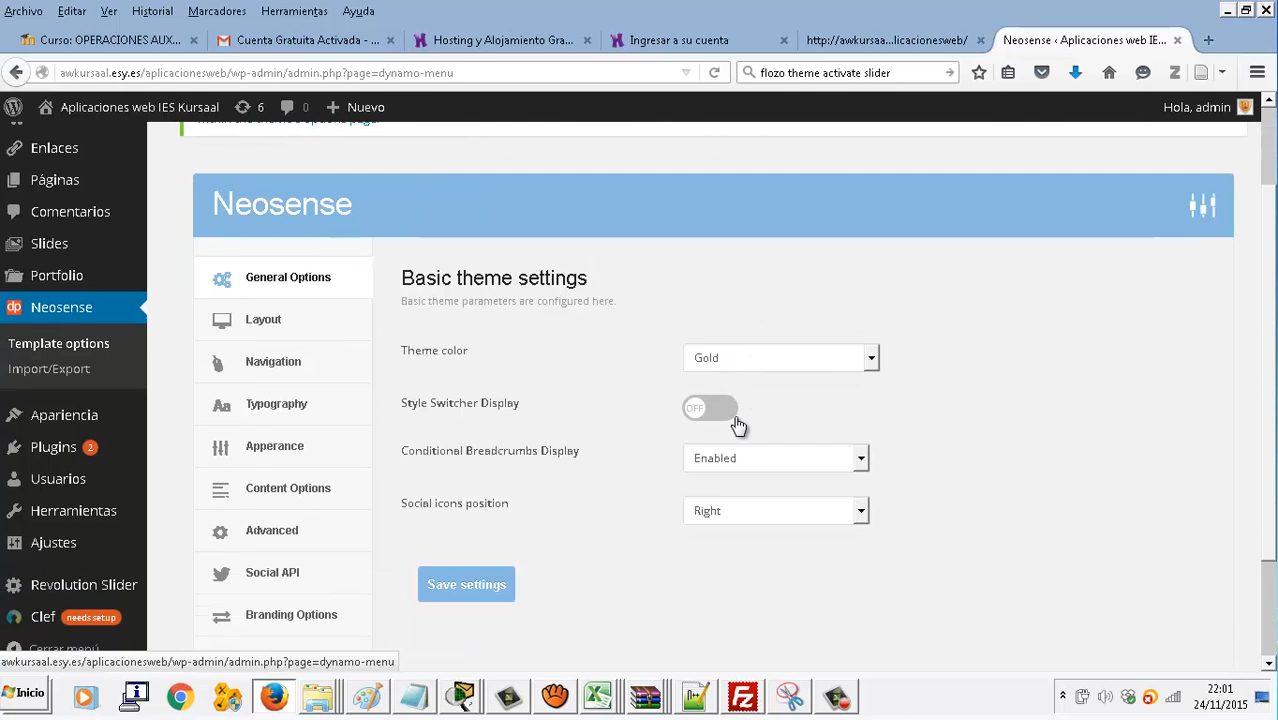 Archivo Editar Ver Historial Marcadores Herramientas Ayuda
Curso: OPERACIONES AUX... Cuenta Gratuita Activada - ... Hosting y Alojamiento Gra... Ingresar a su cuenta http://awkursaa...licacionesweb/ Neosense ‹ Aplicaciones web IE...
awkursaal.esy.es/aplicacionesweb/wp-admin/admin.php?page=dynamo-menu flozo theme activate slider
Aplicaciones web IES Kursaal 6 0 Nuevo Hola, admin
Enlaces
Páginas
Comentarios
Slides
Portfolio
dp Neosense
Template options
Import/Export
Apariencia
Plugins 2
Usuarios
Herramientas
Ajustes
Revolution Slider
Clef needs setup
Cerrar menú
Neosense
General Options
Layout
Navigation
Typography
Apperance
Content Options
Advanced
Social API
Branding Options
Basic theme settings
Basic theme parameters are configured here.
Theme color Gold
Style Switcher Display OFF
Conditional Breadcrumbs Display Enabled
Social icons position Right
Save settings
awkursaal.esy.es/aplicacionesweb/wp-admin/admin.php?page=dynamo-menu
Inicio
22:01
24/11/2015